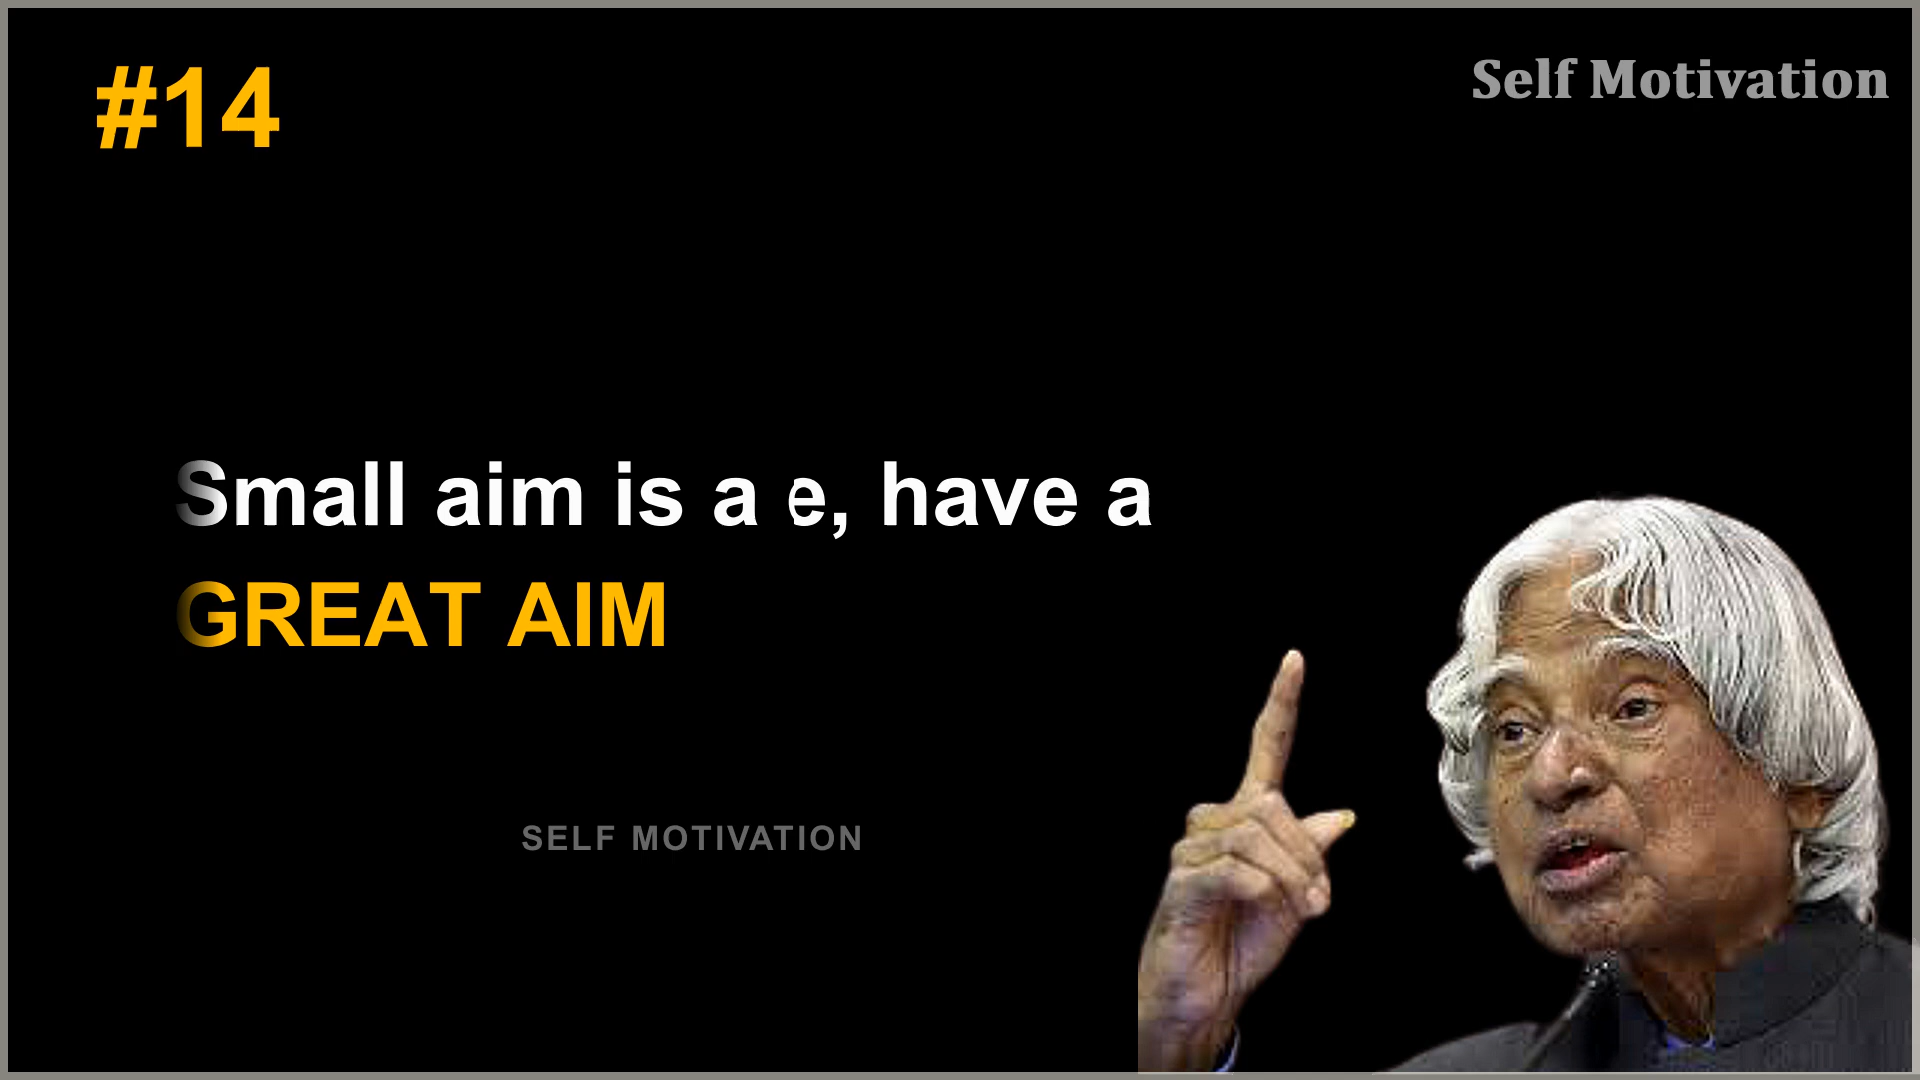 #14
Self Motivation
Small aim is a e, have a
GREAT AIM
SELF MOTIVATION